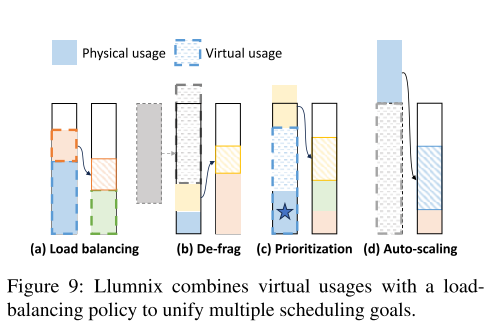 Physical usage
Virtual usage
(a) Load balancing
(b) De-frag
(c) Prioritization
(d) Auto-scaling
Figure 9: Llumnix combines virtual usages with a load-
balancing policy to unify multiple scheduling goals.